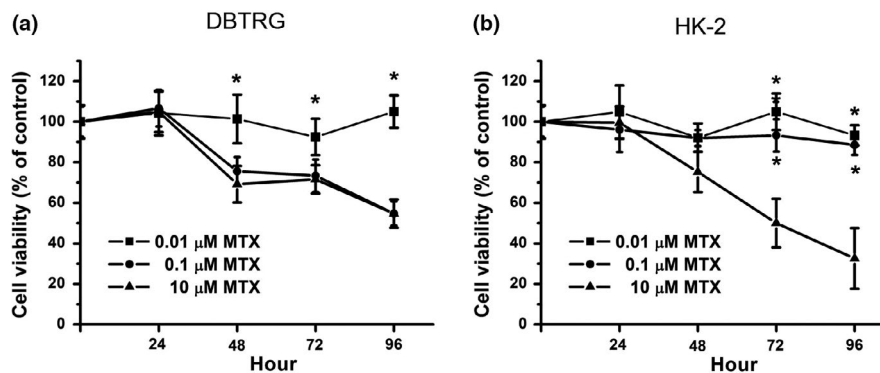 (a)
DBTRG
Cell viability (% of control)
120
100
80
60
40
20
0
*
*
*
0.01 μM MTX
0.1 μM MTX
10 μM MTX
24
48
72
96
Hour
(b)
HK-2
Cell viability (% of control)
120
100
80
60
40
20
0
*
*
*
*
0.01 μM MTX
0.1 μM MTX
10 μM MTX
24
48
72
96
Hour